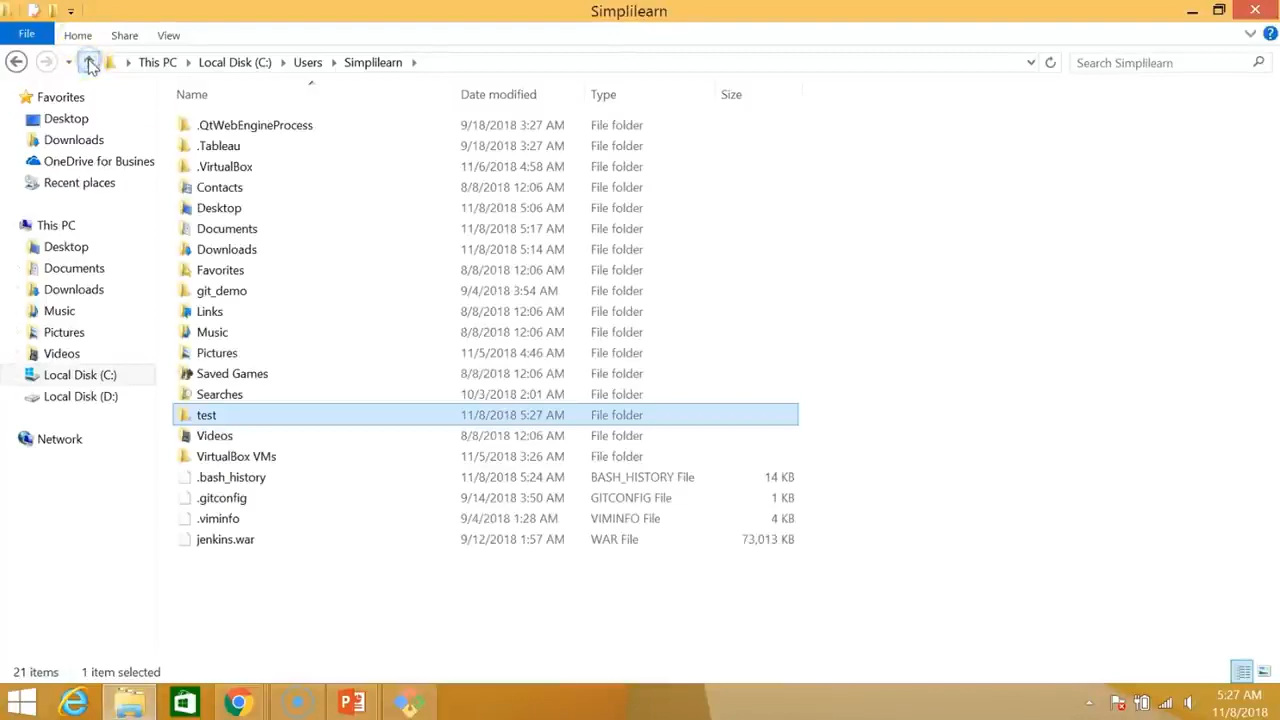 Simplilearn
File Home Share View
This PC Local Disk (C:) Users Simplilearn
Search Simplilearn
Name Date modified Type Size
Favorites
Desktop
Downloads
OneDrive for Busines
Recent places
This PC
Desktop
Documents
Downloads
Music
Pictures
Videos
Local Disk (C:)
Local Disk (D:)
Network
.QtWebEngineProcess 9/18/2018 3:27 AM File folder
.Tableau 9/18/2018 3:27 AM File folder
.VirtualBox 11/6/2018 4:58 AM File folder
Contacts 8/8/2018 12:06 AM File folder
Desktop 11/8/2018 5:06 AM File folder
Documents 11/8/2018 5:17 AM File folder
Downloads 11/8/2018 5:14 AM File folder
Favorites 8/8/2018 12:06 AM File folder
git_demo 9/4/2018 3:54 AM File folder
Links 8/8/2018 12:06 AM File folder
Music 8/8/2018 12:06 AM File folder
Pictures 11/5/2018 4:46 AM File folder
Saved Games 8/8/2018 12:06 AM File folder
Searches 10/3/2018 2:01 AM File folder
test 11/8/2018 5:27 AM File folder
Videos 8/8/2018 12:06 AM File folder
VirtualBox VMs 11/5/2018 3:26 AM File folder
.bash_history 11/8/2018 5:24 AM BASH_HISTORY File 14 KB
.gitconfig 9/14/2018 3:50 AM GITCONFIG File 1 KB
.viminfo 9/4/2018 1:28 AM VIMINFO File 4 KB
jenkins.war 9/12/2018 1:57 AM WAR File 73,013 KB
21 items 1 item selected
5:27 AM
11/8/2018